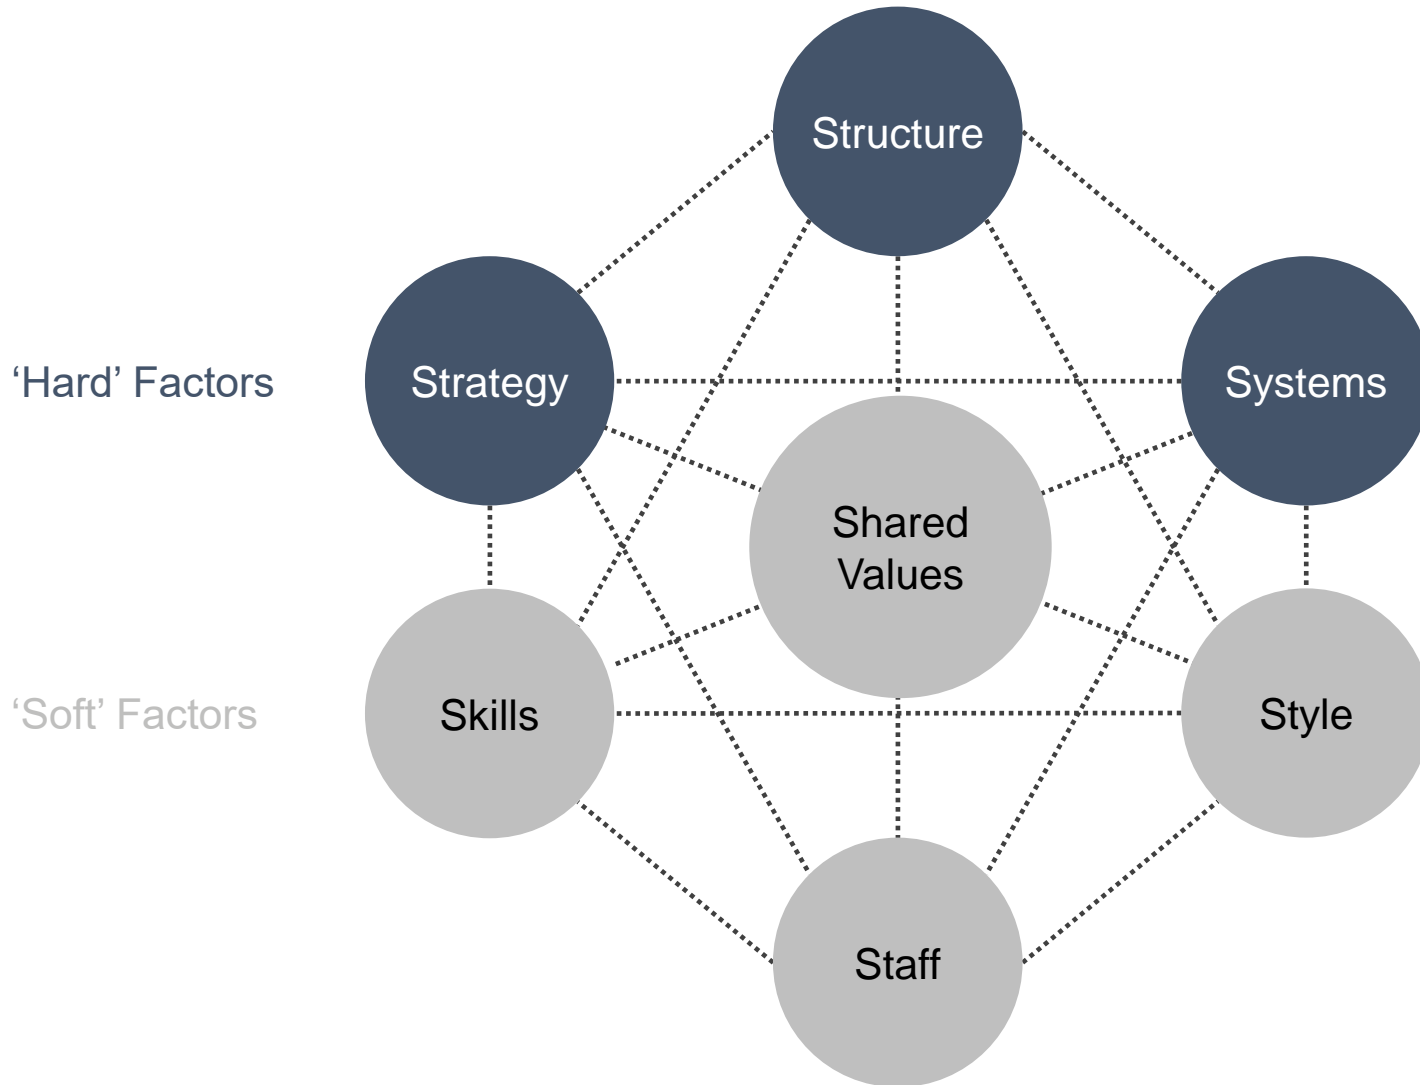 Structure
‘Hard’ Factors
Strategy
Systems
Shared
Values
‘Soft’ Factors
Skills
Style
Staff